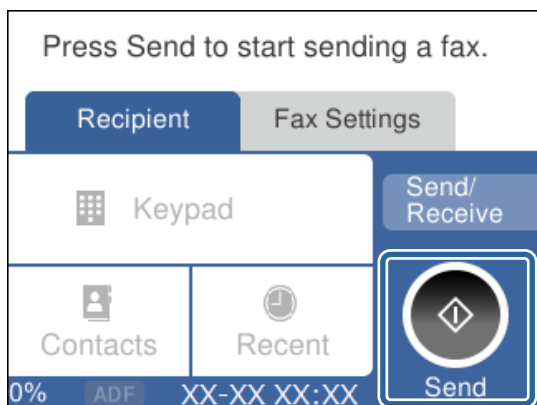 Press Send to start sending a fax.
Recipient
Fax Settings
Keypad
Send/
Receive
Contacts
Recent
Send
0%
ADF
XX-XX XX:XX